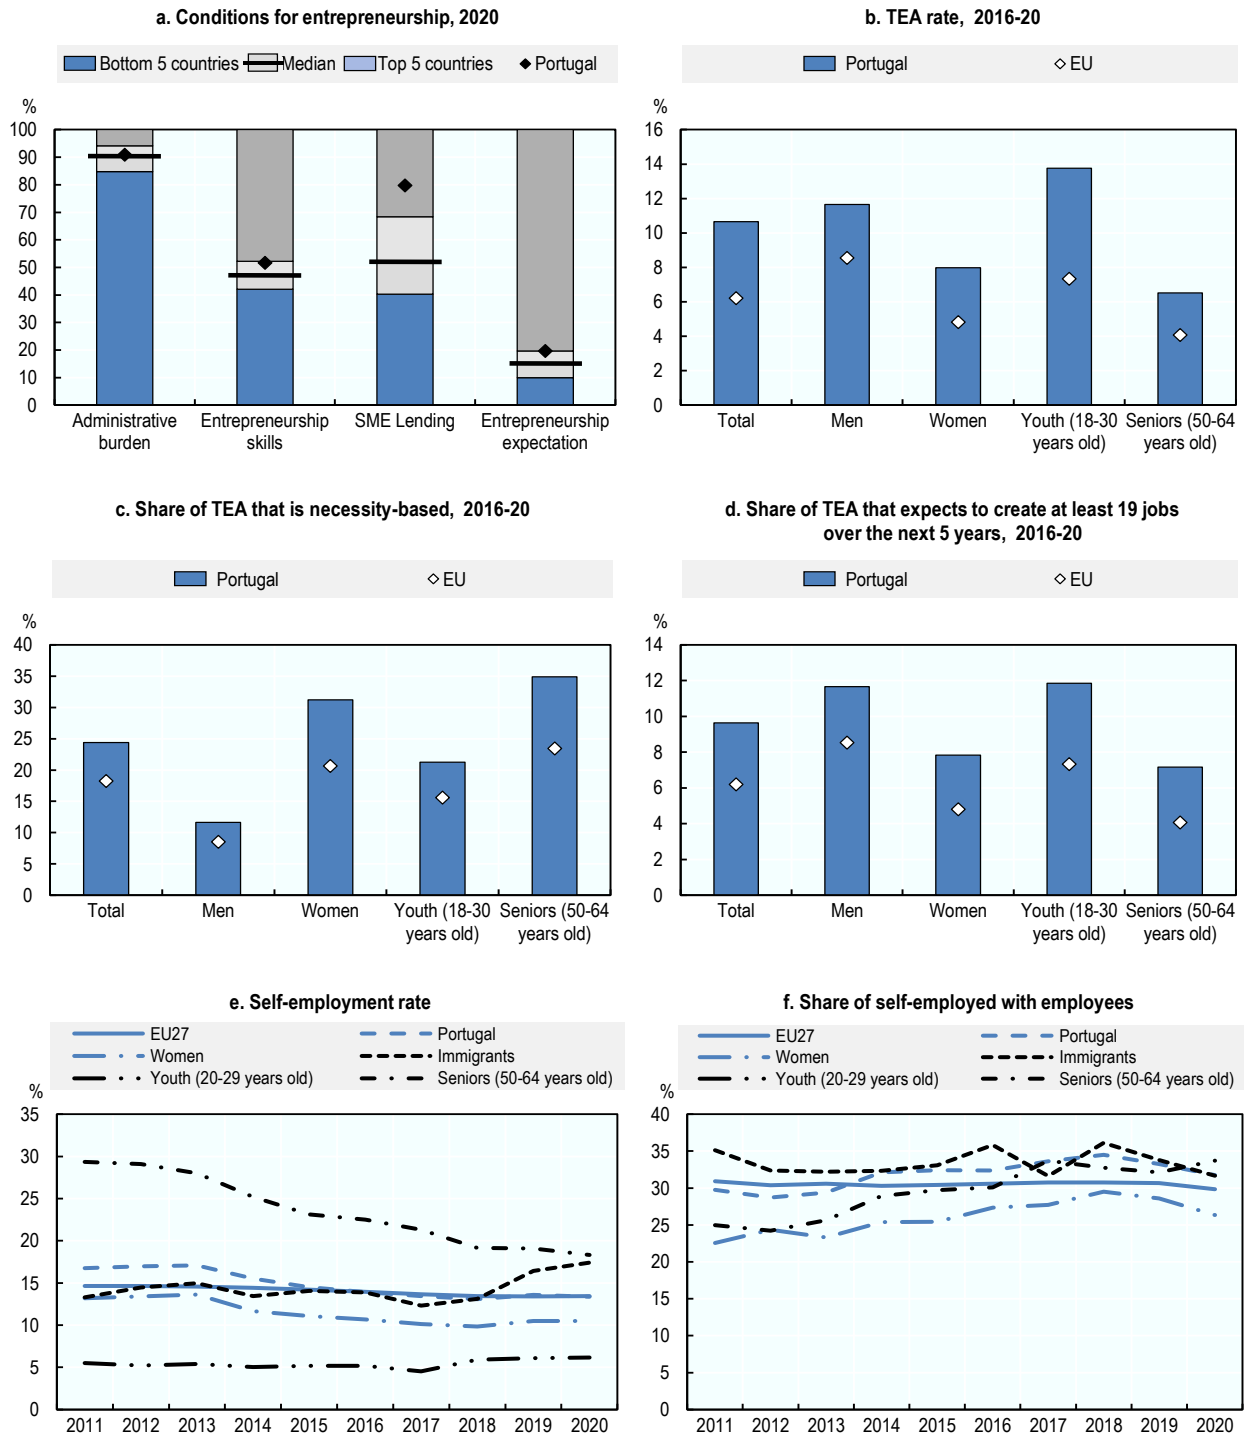 a. Conditions for entrepreneurship, 2020
Bottom 5 countries Median Top 5 countries Portugal
%
100
90
80
70
60
50
40
30
20
10
0
Administrative burden
Entrepreneurship skills
SME Lending
Entrepreneurship expectation
b. TEA rate, 2016-20
Portugal EU
%
16
14
12
10
8
6
4
2
0
Total
Men
Women
Youth (18-30 years old)
Seniors (50-64 years old)
c. Share of TEA that is necessity-based, 2016-20
Portugal EU
%
40
35
30
25
20
15
10
5
0
Total
Men
Women
Youth (18-30 years old)
Seniors (50-64 years old)
d. Share of TEA that expects to create at least 19 jobs
over the next 5 years, 2016-20
Portugal EU
%
14
12
10
8
6
4
2
0
Total
Men
Women
Youth (18-30 years old)
Seniors (50-64 years old)
e. Self-employment rate
EU27 Portugal
Women Immigrants
Youth (20-29 years old) Seniors (50-64 years old)
%
35
30
25
20
15
10
5
0
2011 2012 2013 2014 2015 2016 2017 2018 2019 2020
f. Share of self-employed with employees
EU27 Portugal
Women Immigrants
Youth (20-29 years old) Seniors (50-64 years old)
%
40
35
30
25
20
15
10
5
0
2011 2012 2013 2014 2015 2016 2017 2018 2019 2020